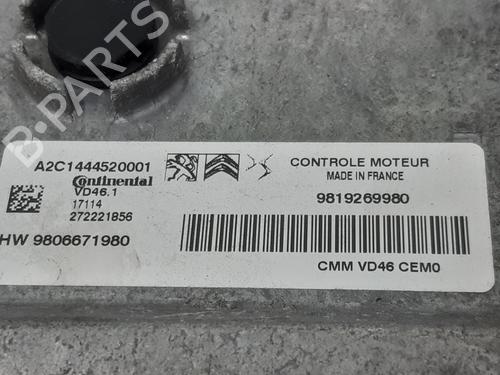 A2C1444520001
Continental
VD46.1
17114
272221856
HW 9806671980
CONTROLE MOTEUR
MADE IN FRANCE
9819269980
CMM VD46 CEM0
B-PARTS